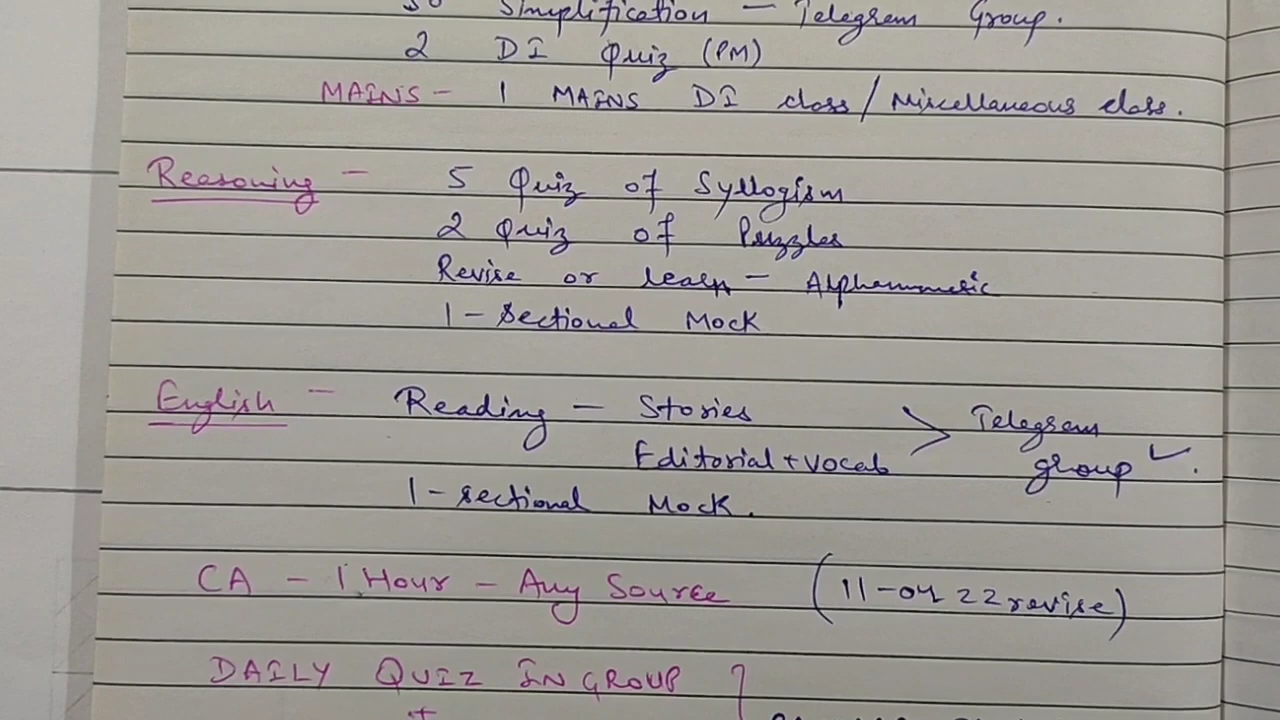 Simplification - Telegram Group.
2 DI Quiz (PM)
MAINS - 1 MAINS DI class/Miscellaneous class.
Reasoning - 5 Quiz of Syllogism
2 Quiz of Puzzles
Revise or learn - Alphanumeric
1 - Sectional Mock
English - Reading - Stories
Editorial + vocab > Telegram group ✓.
1 - sectional Mock.
CA - 1 Hour - Any Source (11-04 22 revise)
DAILY QUIZ IN GROUP
+